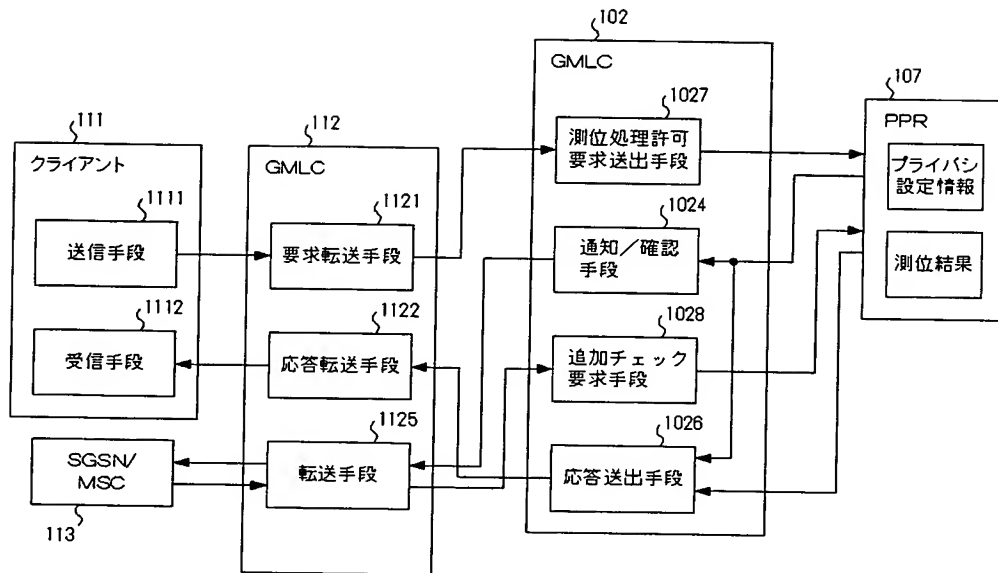 102
GMLC
107
PPR
1027
測位処理許可
要求送出手段
プライバシ
設定情報
111
クライアント
112
GMLC
1111
送信手段
1121
要求転送手段
1024
通知／確認
手段
測位結果
1112
受信手段
1122
応答転送手段
1028
追加チェック
要求手段
1125
転送手段
1026
応答送出手段
SGSN/
MSC
113